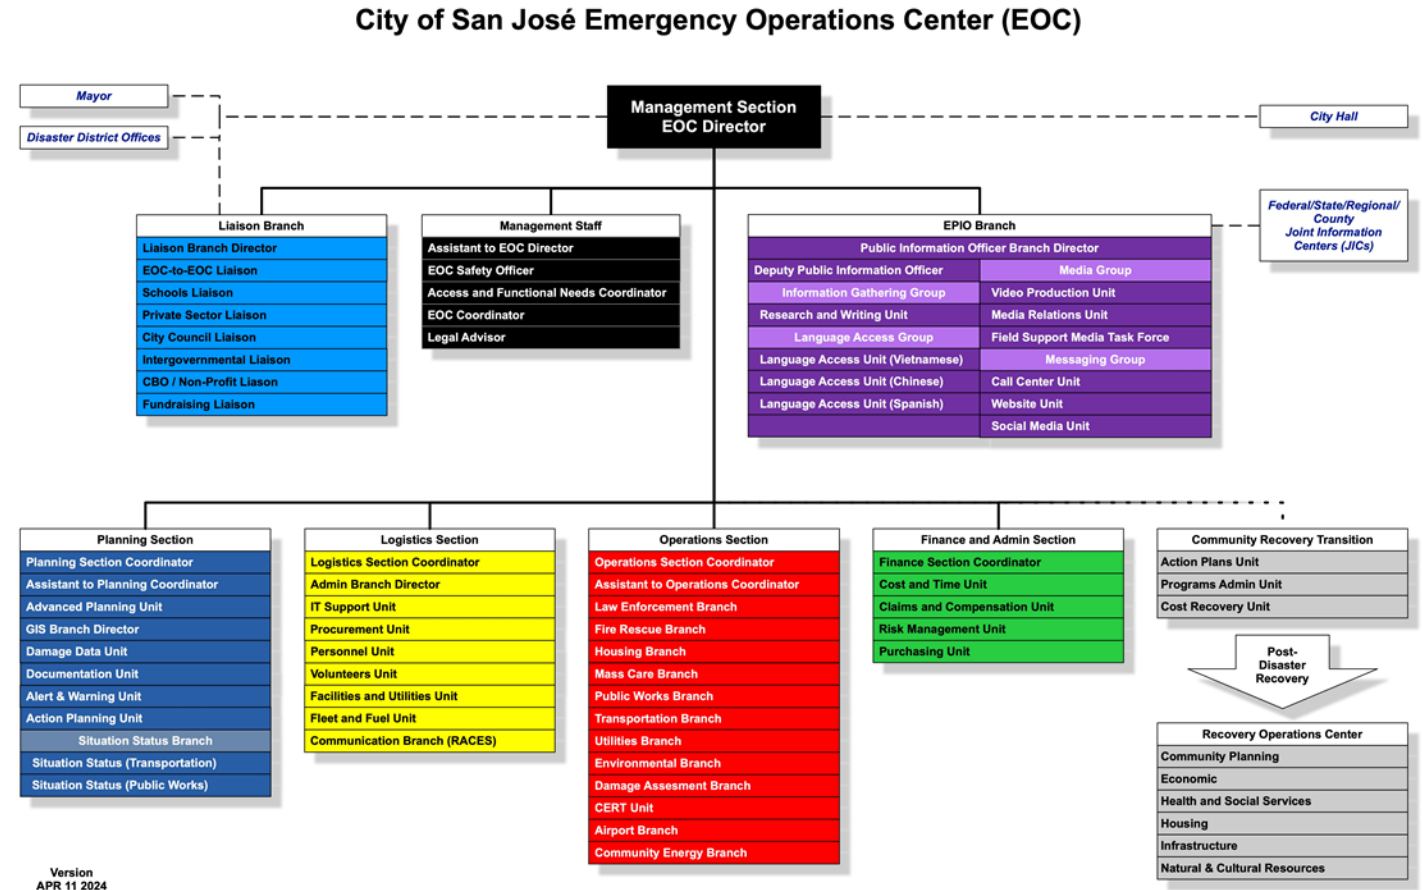 City of San José Emergency Operations Center (EOC)
Mayor
Disaster District Offices
Management Section
EOC Director
City Hall
Federal/State/Regional/
County
Joint Information
Centers (JICs)
Liaison Branch
Liaison Branch Director
EOC-to-EOC Liaison
Schools Liaison
Private Sector Liaison
City Council Liaison
Intergovernmental Liaison
CBO / Non-Profit Liason
Fundraising Liaison
Management Staff
Assistant to EOC Director
EOC Safety Officer
Access and Functional Needs Coordinator
EOC Coordinator
Legal Advisor
EPIO Branch
Public Information Officer Branch Director
Deputy Public Information Officer
Information Gathering Group
Research and Writing Unit
Language Access Group
Language Access Unit (Vietnamese)
Language Access Unit (Chinese)
Language Access Unit (Spanish)
Media Group
Video Production Unit
Media Relations Unit
Field Support Media Task Force
Messaging Group
Call Center Unit
Website Unit
Social Media Unit
Planning Section
Planning Section Coordinator
Assistant to Planning Coordinator
Advanced Planning Unit
GIS Branch Director
Damage Data Unit
Documentation Unit
Alert & Warning Unit
Action Planning Unit
Situation Status Branch
Situation Status (Transportation)
Situation Status (Public Works)
Logistics Section
Logistics Section Coordinator
Admin Branch Director
IT Support Unit
Procurement Unit
Personnel Unit
Volunteers Unit
Facilities and Utilities Unit
Fleet and Fuel Unit
Communication Branch (RACES)
Operations Section
Operations Section Coordinator
Assistant to Operations Coordinator
Law Enforcement Branch
Fire Rescue Branch
Housing Branch
Mass Care Branch
Public Works Branch
Transportation Branch
Utilities Branch
Environmental Branch
Damage Assesment Branch
CERT Unit
Airport Branch
Community Energy Branch
Finance and Admin Section
Finance Section Coordinator
Cost and Time Unit
Claims and Compensation Unit
Risk Management Unit
Purchasing Unit
Community Recovery Transition
Action Plans Unit
Programs Admin Unit
Cost Recovery Unit
Post-
Disaster
Recovery
Recovery Operations Center
Community Planning
Economic
Health and Social Services
Housing
Infrastructure
Natural & Cultural Resources
Version
APR 11 2024